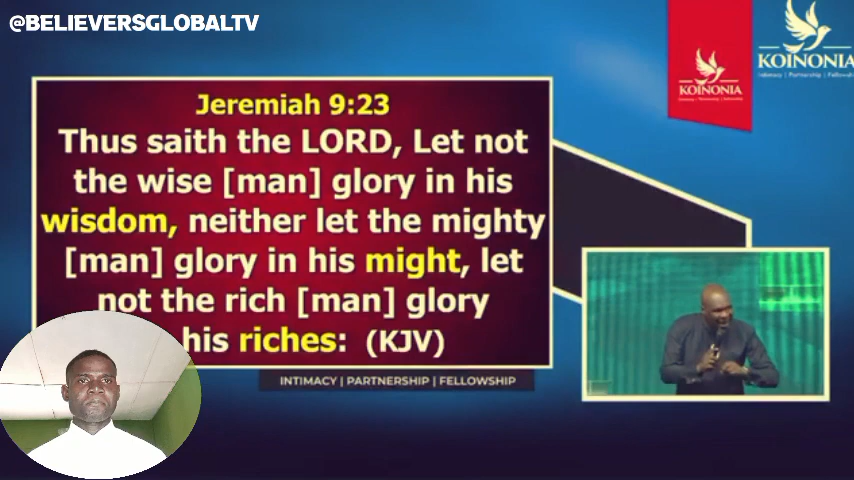 @BELIEVERSGLOBALTV
KOINONIA
Intimacy | Partnership | Fellowship
KOINONIA
Intimacy | Partnership |
Jeremiah 9:23
Thus saith the LORD, Let not
the wise [man] glory in his
wisdom, neither let the mighty
[man] glory in his might, let
not the rich [man] glory
his riches: (KJV)
INTIMACY | PARTNERSHIP | FELLOWSHIP